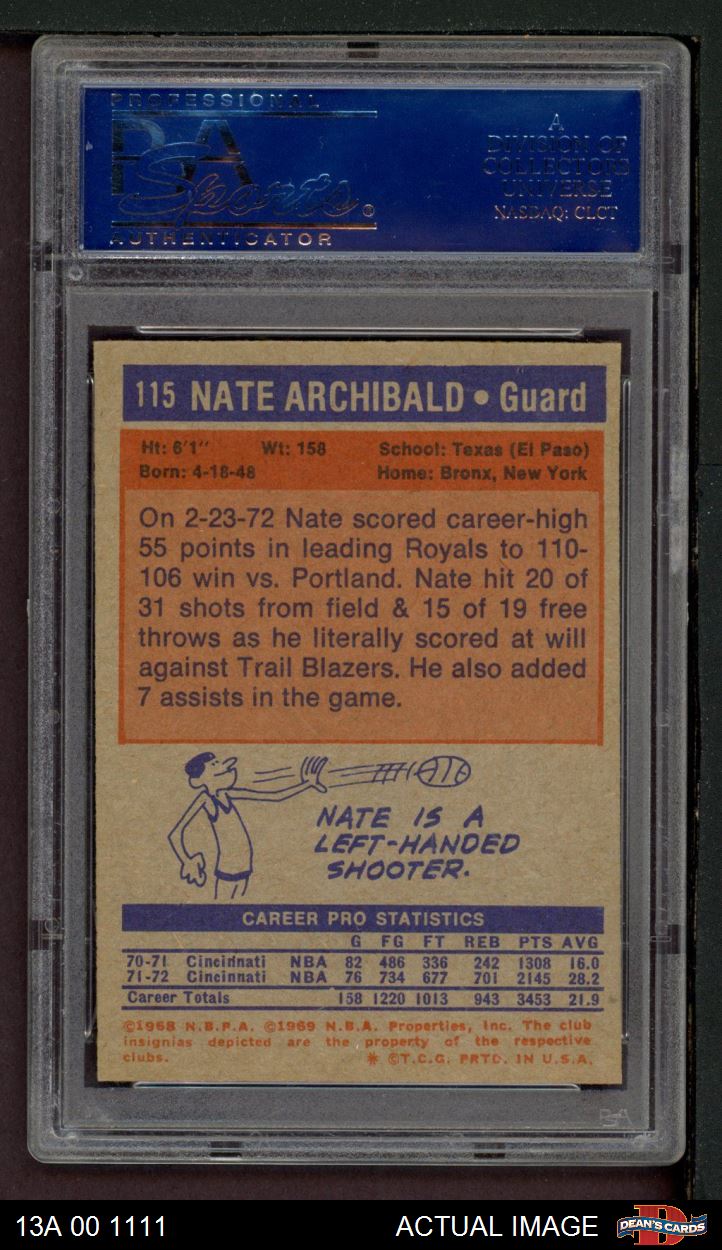 PROFESSIONAL
PSA
Sports ®
AUTHENTICATOR
A
DIVISION OF
COLLECTORS
UNIVERSE
NASDAQ: CLCT
115 NATE ARCHIBALD • Guard
Ht: 6'1" Wt: 158 School: Texas (El Paso)
Born: 4-18-48 Home: Bronx, New York
On 2-23-72 Nate scored career-high
55 points in leading Royals to 110-
106 win vs. Portland. Nate hit 20 of
31 shots from field & 15 of 19 free
throws as he literally scored at will
against Trail Blazers. He also added
7 assists in the game.
NATE IS A
LEFT-HANDED
SHOOTER.
CAREER PRO STATISTICS
G FG FT REB PTS AVG
70-71 Cincinnati NBA 82 486 336 242 1308 16.0
71-72 Cincinnati NBA 76 734 677 701 2145 28.2
Career Totals 158 1220 1013 943 3453 21.9
©1968 N.B.P.A. ©1969 N.B.A. Properties, Inc. The club
insignias depicted are the property of the respective
clubs. * ©T.C.G. PRTD. IN U.S.A.
PSA
13A 00 1111 ACTUAL IMAGE D DEAN'S CARDS